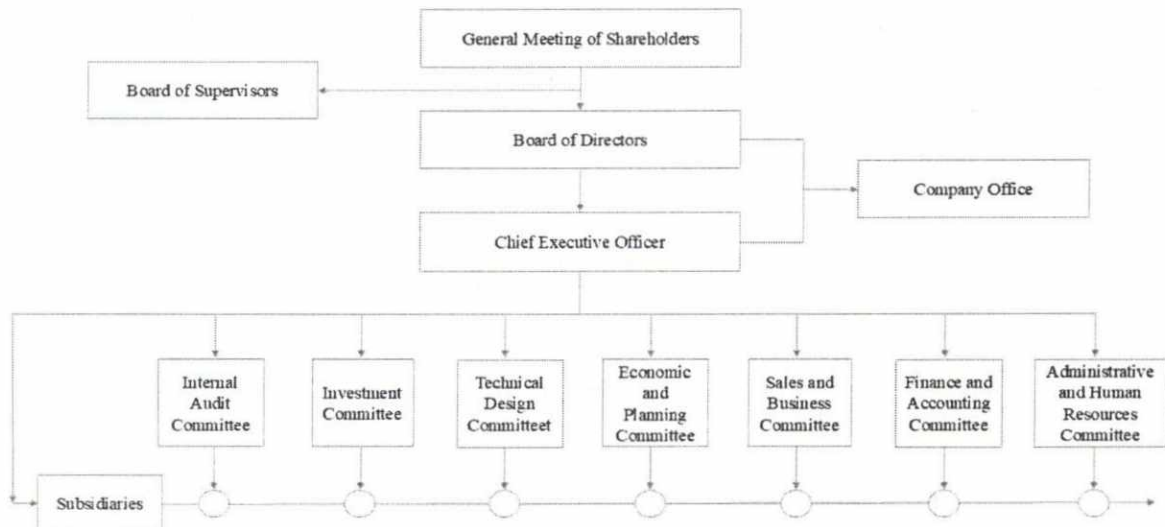 General Meeting of Shareholders
Board of Supervisors
Board of Directors
Company Office
Chief Executive Officer
Internal
Audit
Committee
Investment
Committee
Technical
Design
Committeet
Economic
and
Planning
Committee
Sales and
Business
Committee
Finance and
Accounting
Committee
Administrative
and Human
Resources
Committee
Subsidiaries